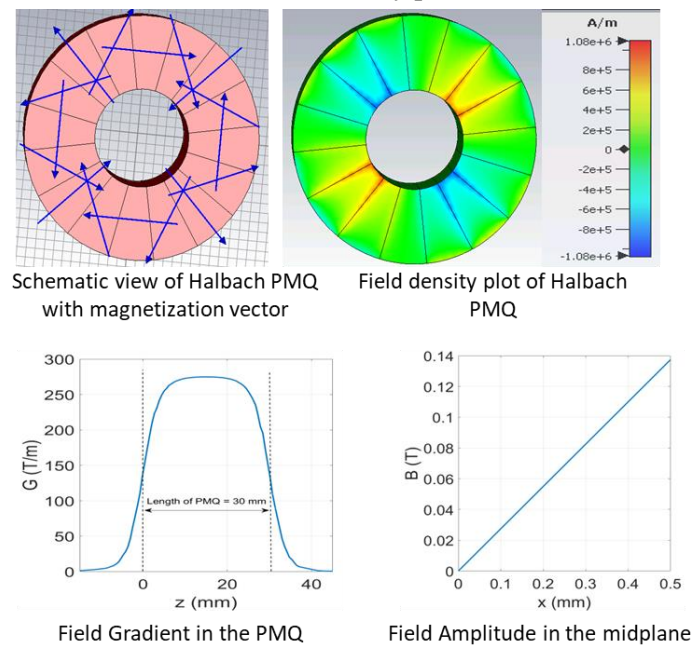 A/m
1.08e+6
8e+5
6e+5
4e+5
2e+5
0
-2e+5
-4e+5
-6e+5
-8e+5
-1.08e+6
Schematic view of Halbach PMQ
with magnetization vector
Field density plot of Halbach
PMQ
300
250
200
150
100
50
0
G (T/m)
Length of PMQ = 30 mm
0 20 40
z (mm)
Field Gradient in the PMQ
0.14
0.12
0.1
0.08
0.06
0.04
0.02
0
B (T)
0 0.1 0.2 0.3 0.4 0.5
x (mm)
Field Amplitude in the midplane